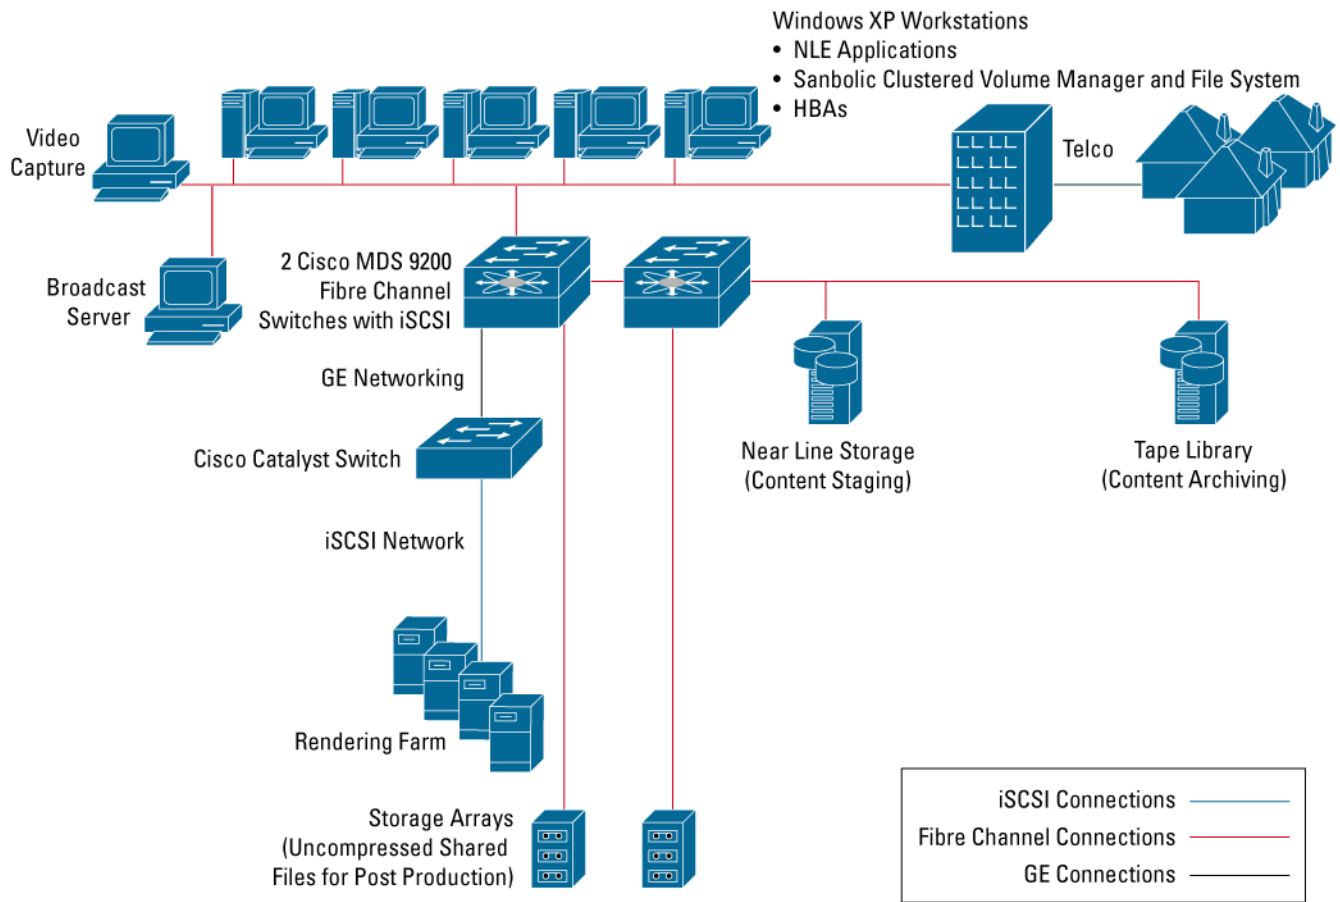 Windows XP Workstations
• NLE Applications
• Sanbolic Clustered Volume Manager and File System
• HBAs
Video
Capture
Telco
Broadcast
Server
2 Cisco MDS 9200
Fibre Channel
Switches with iSCSI
GE Networking
Cisco Catalyst Switch
Near Line Storage
(Content Staging)
Tape Library
(Content Archiving)
iSCSI Network
Rendering Farm
Storage Arrays
(Uncompressed Shared
Files for Post Production)
iSCSI Connections
Fibre Channel Connections
GE Connections